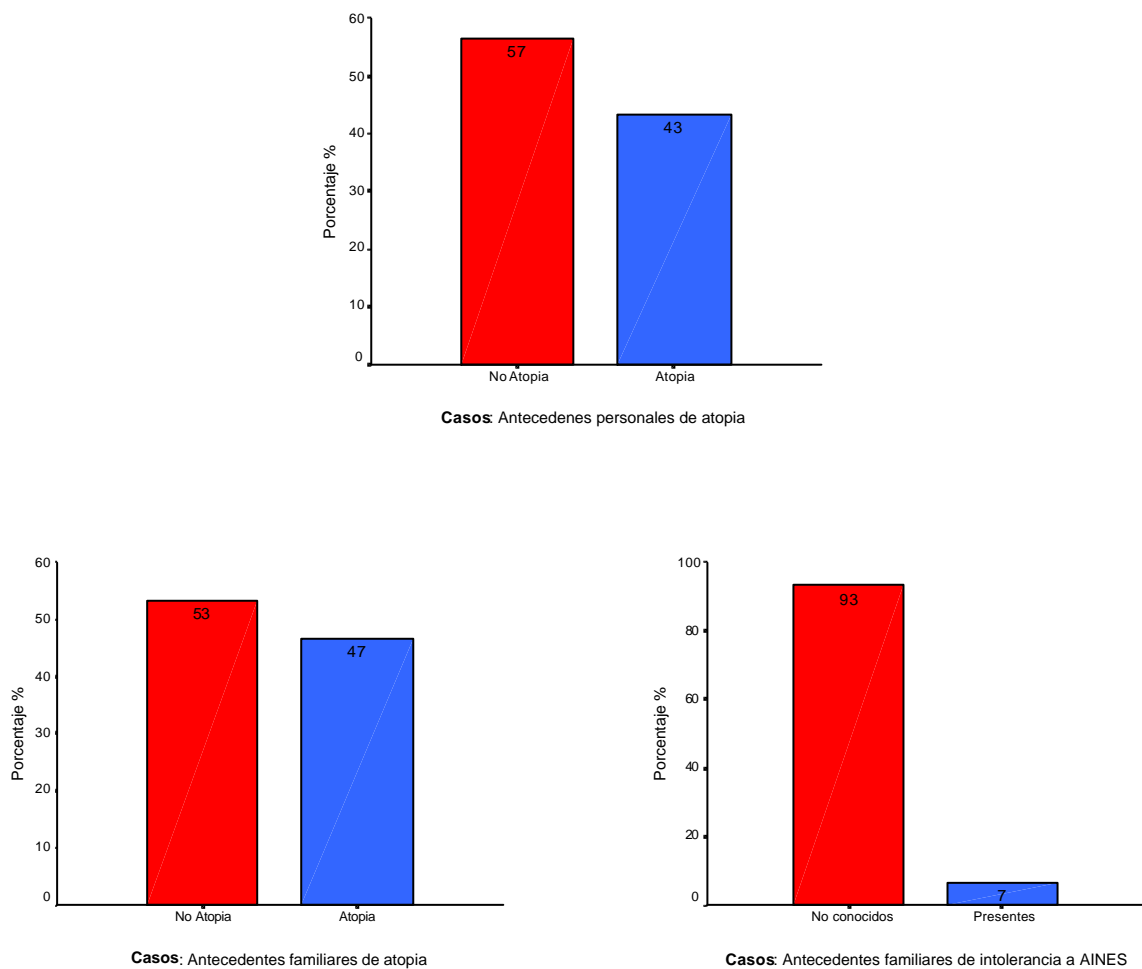 60
57
50
43
40
Porcentaje %
30
20
10
0
No Atopia
Atopia
Casos: Antecedenes personales de atopia
60
53
50
47
40
Porcentaje %
30
20
10
0
No Atopia
Atopia
Casos: Antecedentes familiares de atopia
100
93
80
Porcentaje %
60
40
20
7
0
No conocidos
Presentes
Casos: Antecedentes familiares de intolerancia a AINES